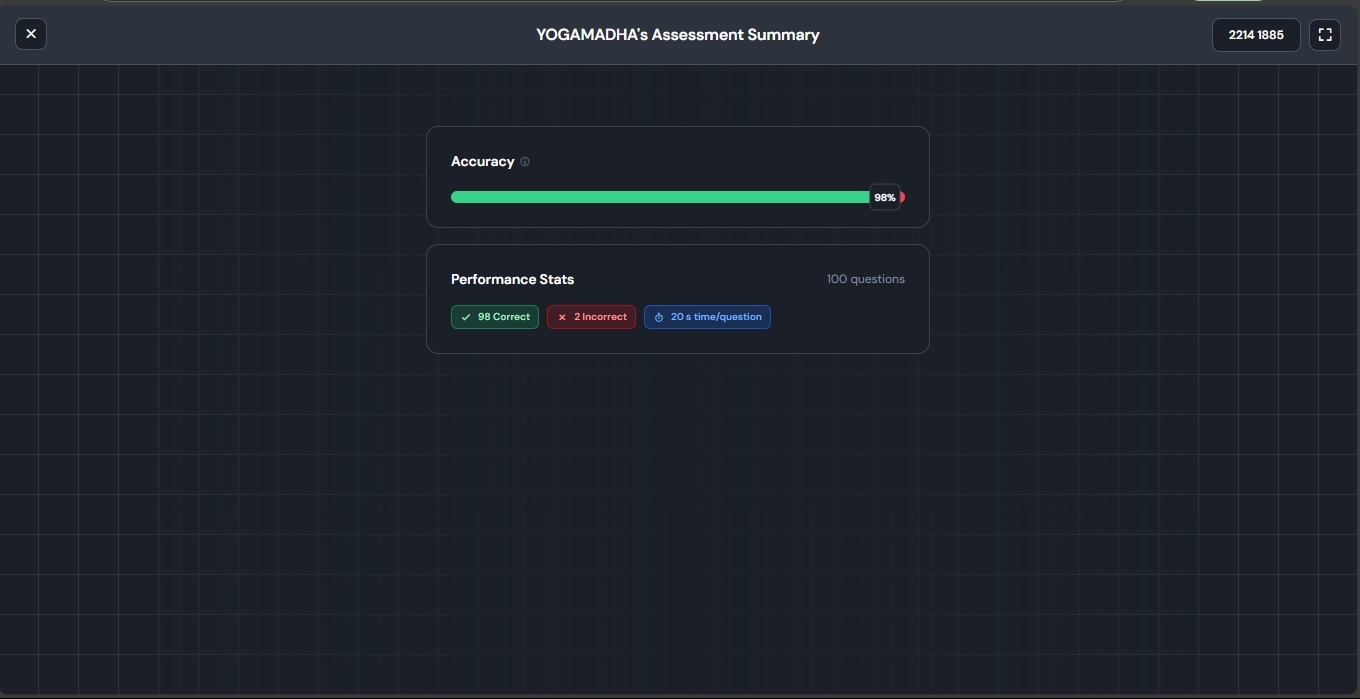 YOGAMADHA's Assessment Summary
2214 1885
Accuracy
98%
Performance Stats
100 questions
98 Correct
2 Incorrect
20 s time/question